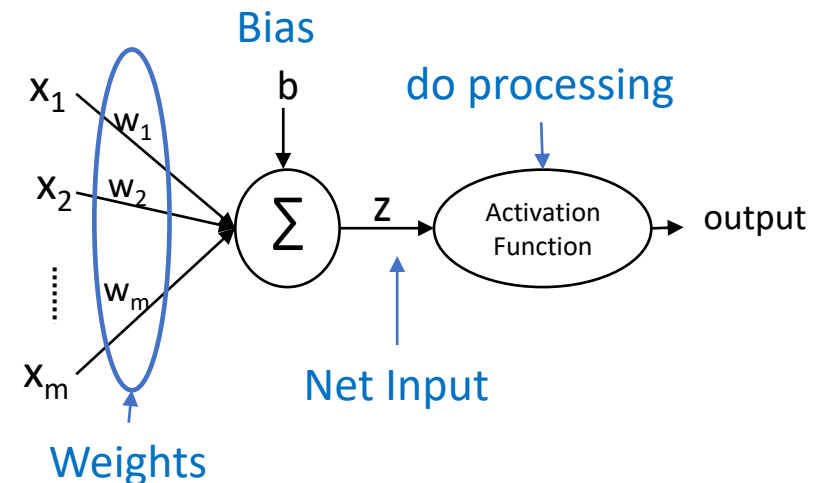 Bias
b
do processing
x₁
w₁
x₂
w₂
Σ
z
Activation
Function
output
wₘ
xₘ
Net Input
Weights